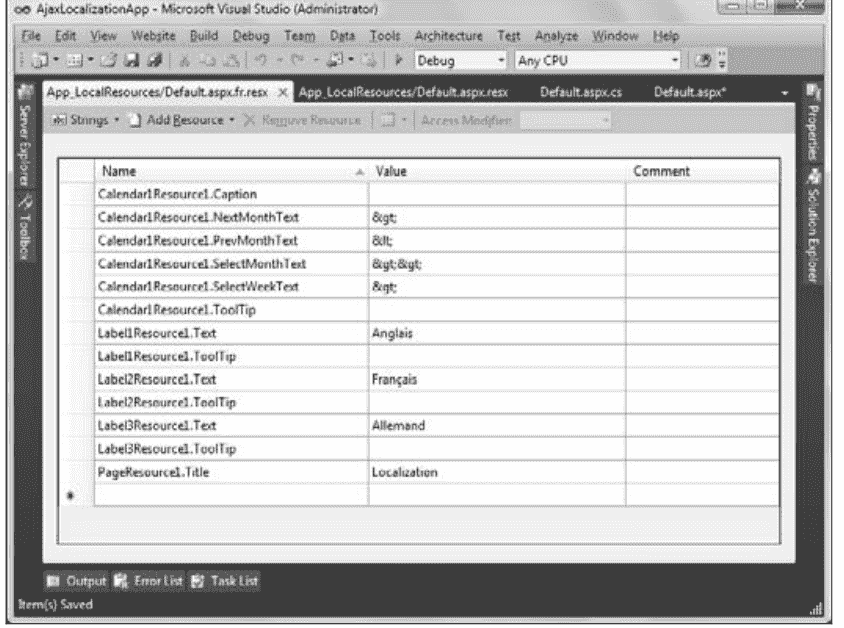 AjaxLocalizationApp - Microsoft Visual Studio (Administrator)
File Edit View Website Build Debug Team Data Tools Architecture Test Analyze Window Help
Debug Any CPU
App_LocalResources/Default.aspx.fr.resx App_LocalResources/Default.aspx.resx Default.aspx.cs Default.aspx*
Strings Add Resource Remove Resource Access Modifier:
Server Explorer
Toolbox
Properties
Solution Explorer
Name Value Comment
Calendar1Resource1.Caption
Calendar1Resource1.NextMonthText &gt;
Calendar1Resource1.PrevMonthText &lt;
Calendar1Resource1.SelectMonthText &gt;&gt;
Calendar1Resource1.SelectWeekText &gt;
Calendar1Resource1.ToolTip
Label1Resource1.Text Anglais
Label1Resource1.ToolTip
Label2Resource1.Text Français
Label2Resource1.ToolTip
Label3Resource1.Text Allemand
Label3Resource1.ToolTip
PageResource1.Title Localization
*
Output Error List Task List
Item(s) Saved